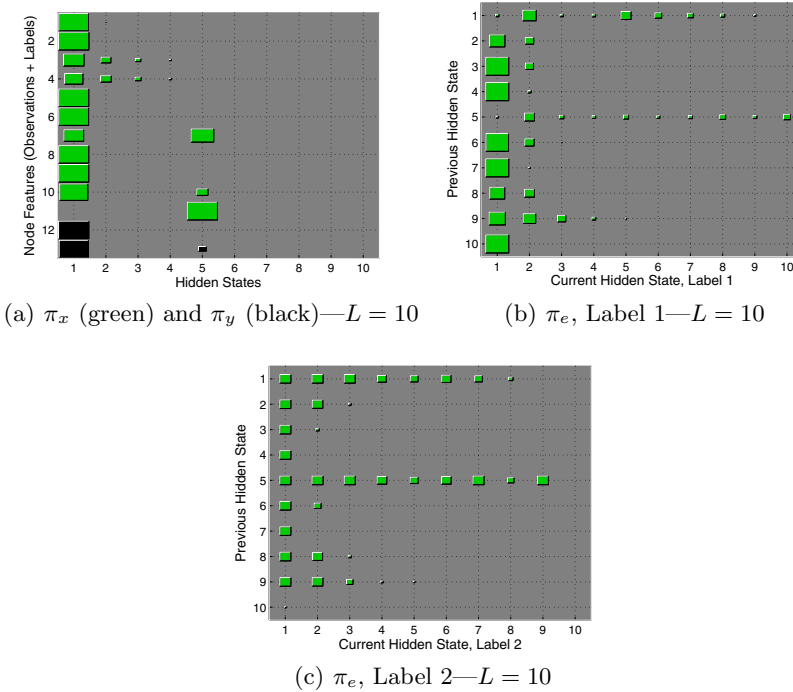 Node Features (Observations + Labels)
2
4
6
8
10
12
1 2 3 4 5 6 7 8 9 10
Hidden States
(a) π_x (green) and π_y (black)—L = 10
Previous Hidden State
1
2
3
4
5
6
7
8
9
10
1 2 3 4 5 6 7 8 9 10
Current Hidden State, Label 1
(b) π_e, Label 1—L = 10
Previous Hidden State
1
2
3
4
5
6
7
8
9
10
1 2 3 4 5 6 7 8 9 10
Current Hidden State, Label 2
(c) π_e, Label 2—L = 10